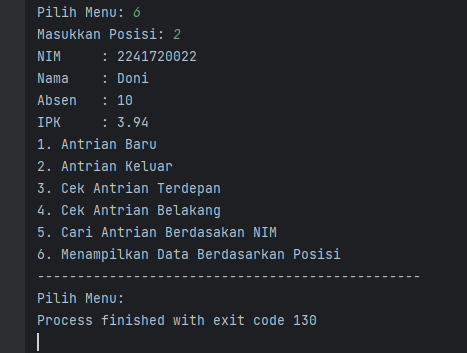 Pilih Menu: 6
Masukkan Posisi: 2
NIM     : 2241720022
Nama    : Doni
Absen   : 10
IPK     : 3.94
1. Antrian Baru
2. Antrian Keluar
3. Cek Antrian Terdepan
4. Cek Antrian Belakang
5. Cari Antrian Berdasakan NIM
6. Menampilkan Data Berdasarkan Posisi
------------------------------------------------
Pilih Menu:
Process finished with exit code 130